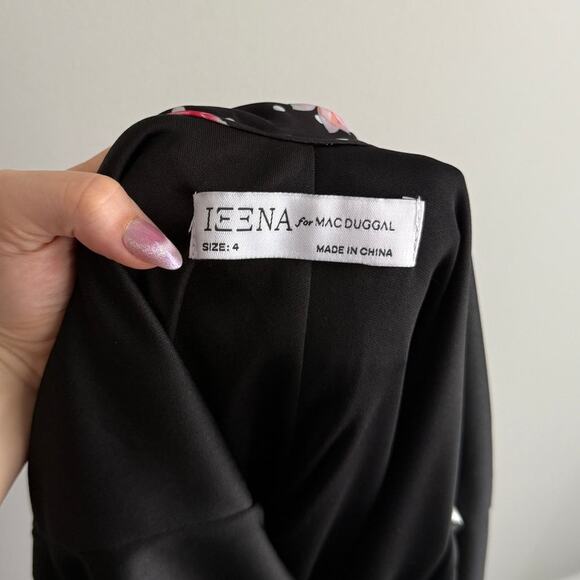 IEENA for MAC DUGGAL
SIZE: 4 MADE IN CHINA